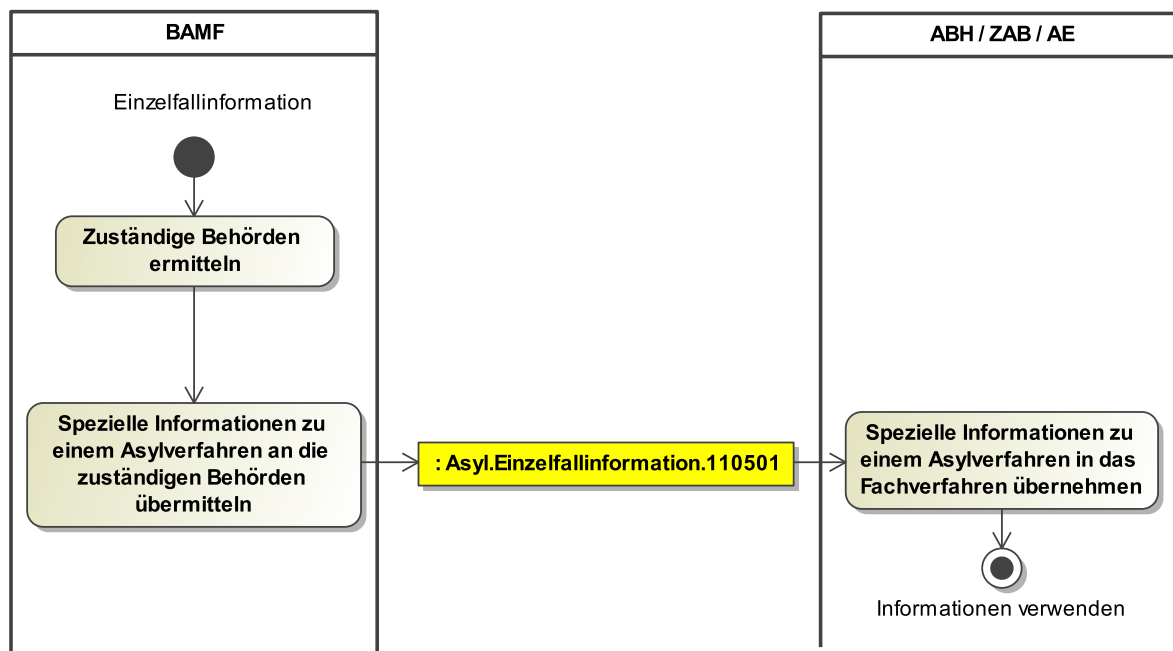 BAMF
ABH / ZAB / AE
Einzelfallinformation
Zuständige Behörden
ermitteln
Spezielle Informationen zu
einem Asylverfahren an die
zuständigen Behörden
übermitteln
: Asyl.Einzelfallinformation.110501
Spezielle Informationen zu
einem Asylverfahren in das
Fachverfahren übernehmen
Informationen verwenden